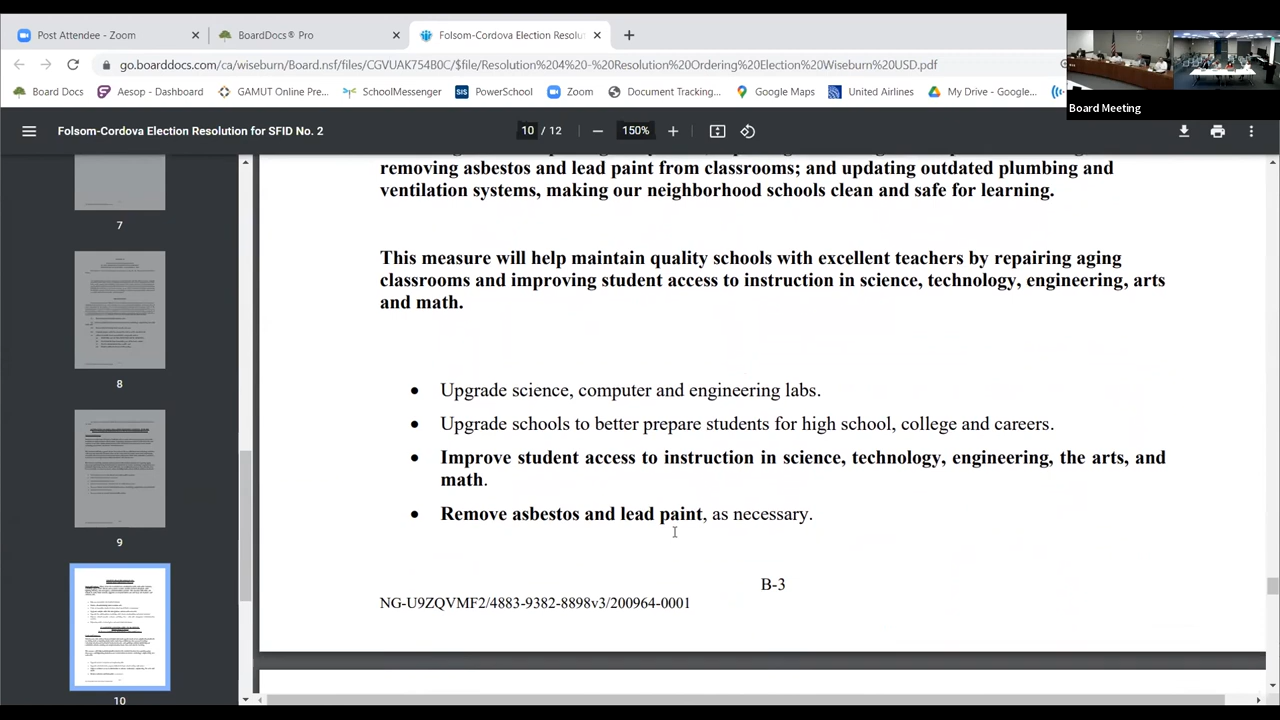 Post Attendee - Zoom
BoardDocs® Pro
Folsom-Cordova Election Resolu
go.boarddocs.com/ca/wiseburn/Board.nsf/files/CGVUAK754B0C/$file/Resolution%204%20-%20Resolution%20Ordering%20Election%20Wiseburn%20USD.pdf
Board Docs
Aesop - Dashboard
GAMUT Online Pre...
SchoolMessenger
SIS PowerSchool
Zoom
Document Tracking...
Google Maps
United Airlines
My Drive - Google...
Board Meeting
Folsom-Cordova Election Resolution for SFID No. 2
10 / 12
150%
7
8
9
10
removing asbestos and lead paint from classrooms; and updating outdated plumbing and
ventilation systems, making our neighborhood schools clean and safe for learning.
This measure will help maintain quality schools with excellent teachers by repairing aging
classrooms and improving student access to instruction in science, technology, engineering, arts
and math.
• Upgrade science, computer and engineering labs.
• Upgrade schools to better prepare students for high school, college and careers.
• Improve student access to instruction in science, technology, engineering, the arts, and
math.
• Remove asbestos and lead paint, as necessary.
B-3
NG-U9ZQVMF2/4883-9382-8898v3/200964-0001